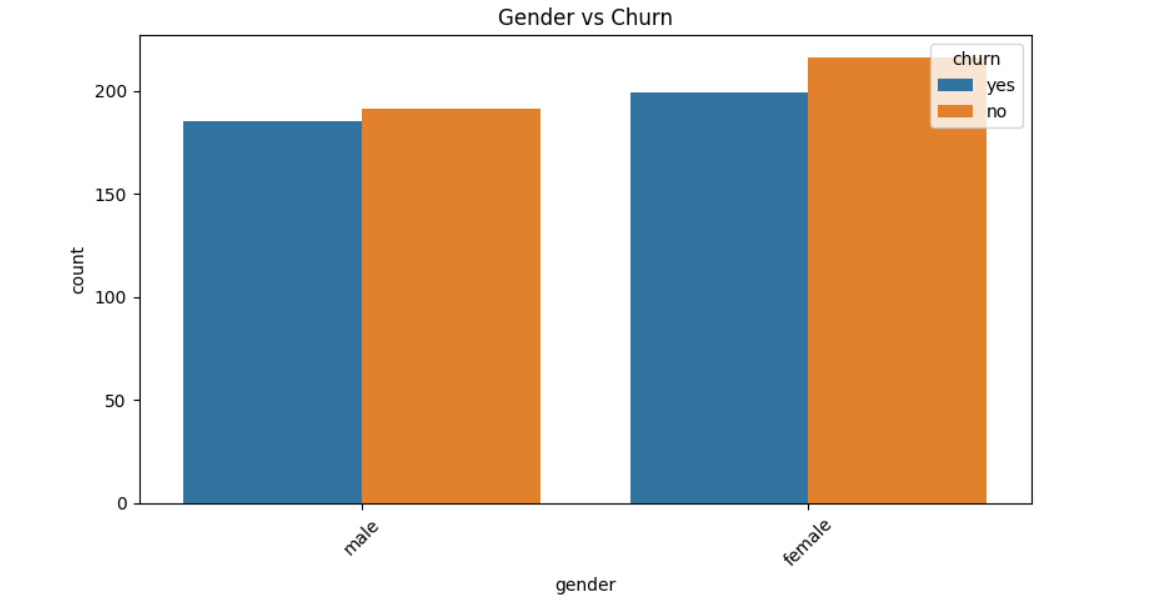 Gender vs Churn
churn
yes
no
200
150
100
50
0
count
male
female
gender